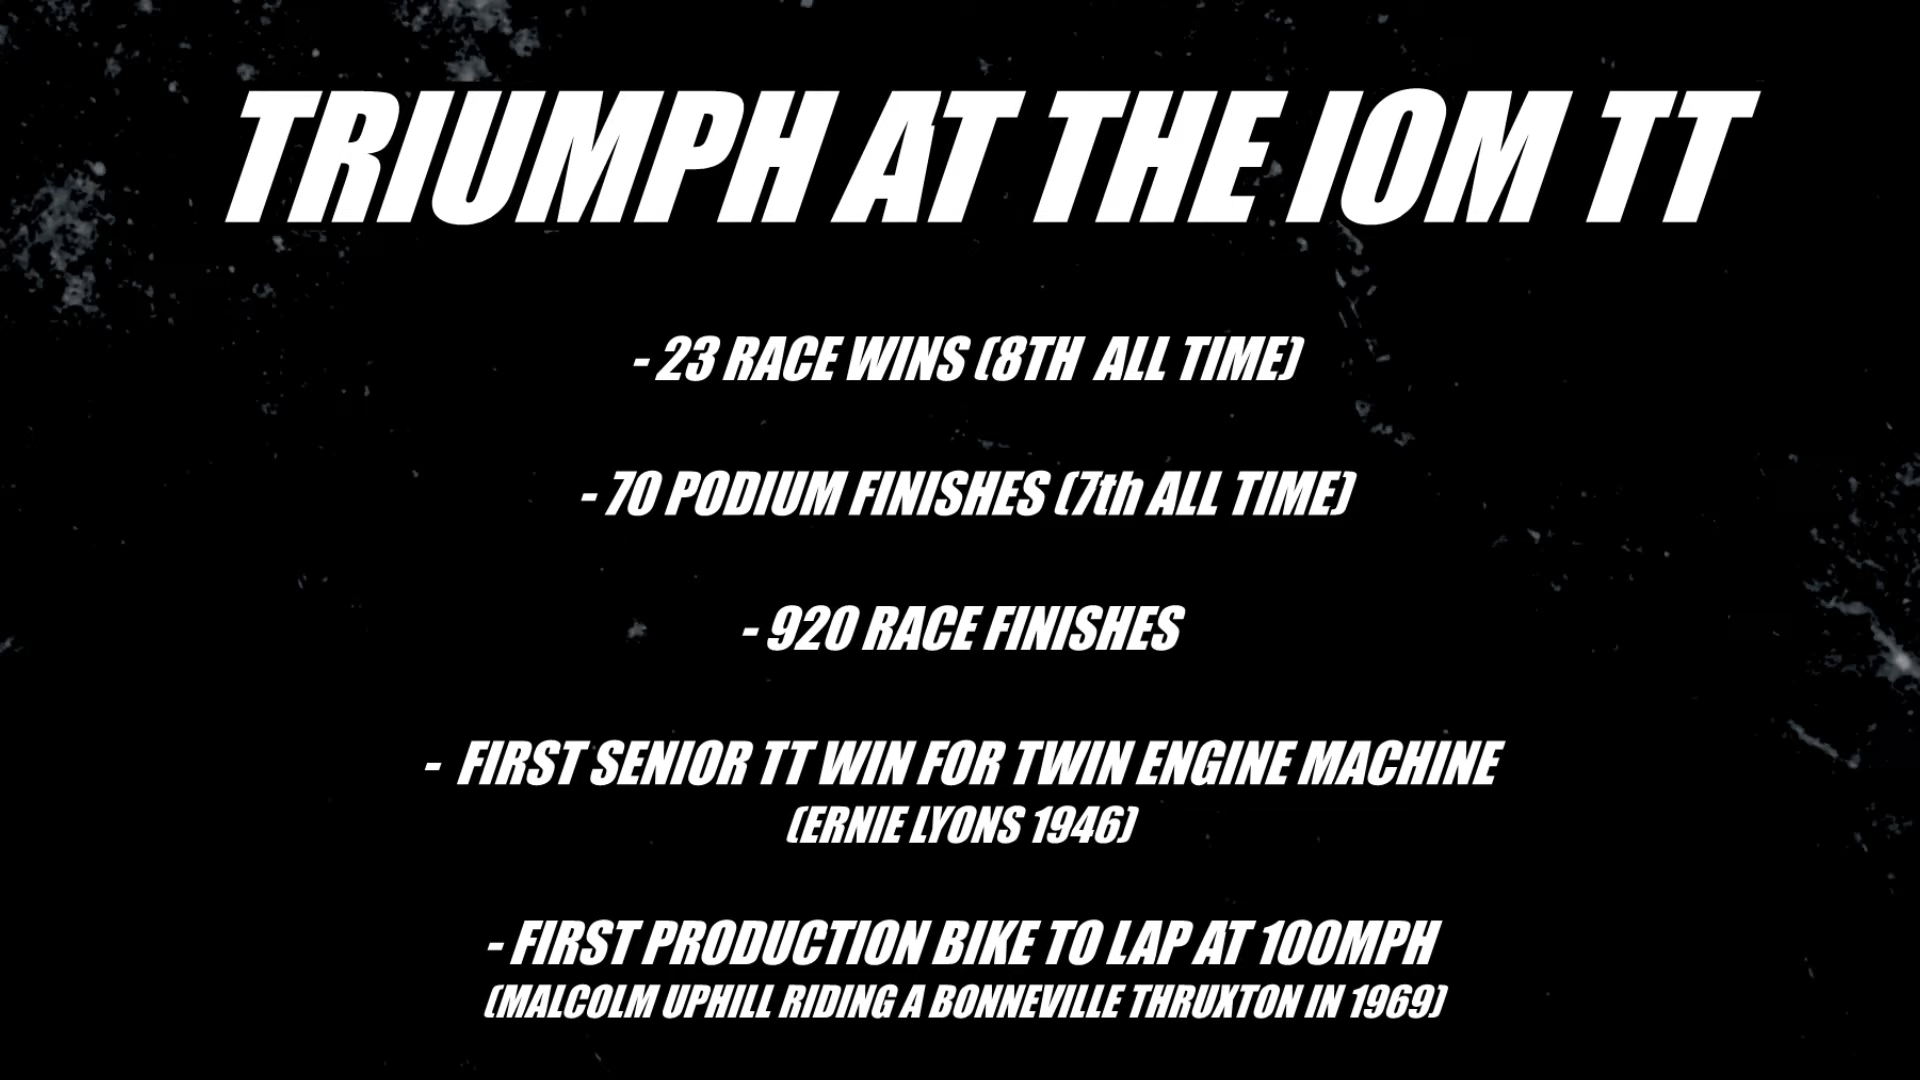 TRIUMPH AT THE IOM TT
- 23 RACE WINS (8TH  ALL TIME)
- 70 PODIUM FINISHES (7th ALL TIME)
- 920 RACE FINISHES
-  FIRST SENIOR TT WIN FOR TWIN ENGINE MACHINE
(ERNIE LYONS 1946)
- FIRST PRODUCTION BIKE TO LAP AT 100MPH
(MALCOLM UPHILL RIDING A BONNEVILLE THRUXTON IN 1969)